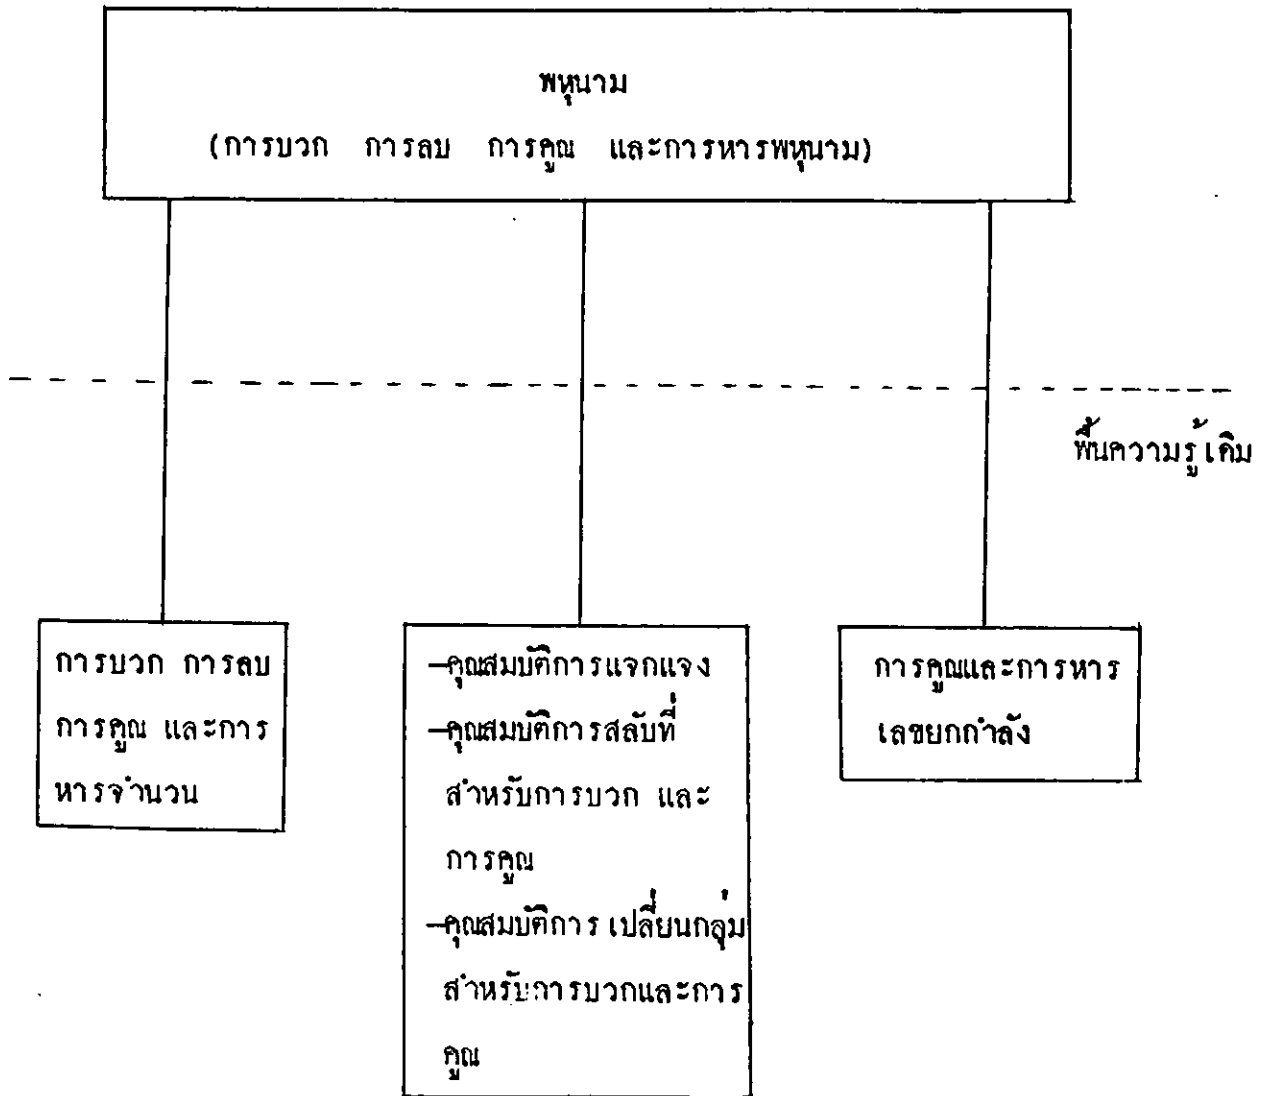 พหุนาม
(การบวก การลบ การคูณ และการหารพหุนาม)
พื้นความรู้เดิม
การบวก การลบ
การคูณ และการ
หารจำนวน
-คุณสมบัติการแจกแจง
-คุณสมบัติการสลับที่
สำหรับการบวก และ
การคูณ
-คุณสมบัติการเปลี่ยนกลุ่ม
สำหรับการบวกและการ
คูณ
การคูณและการหาร
เลขยกกำลัง